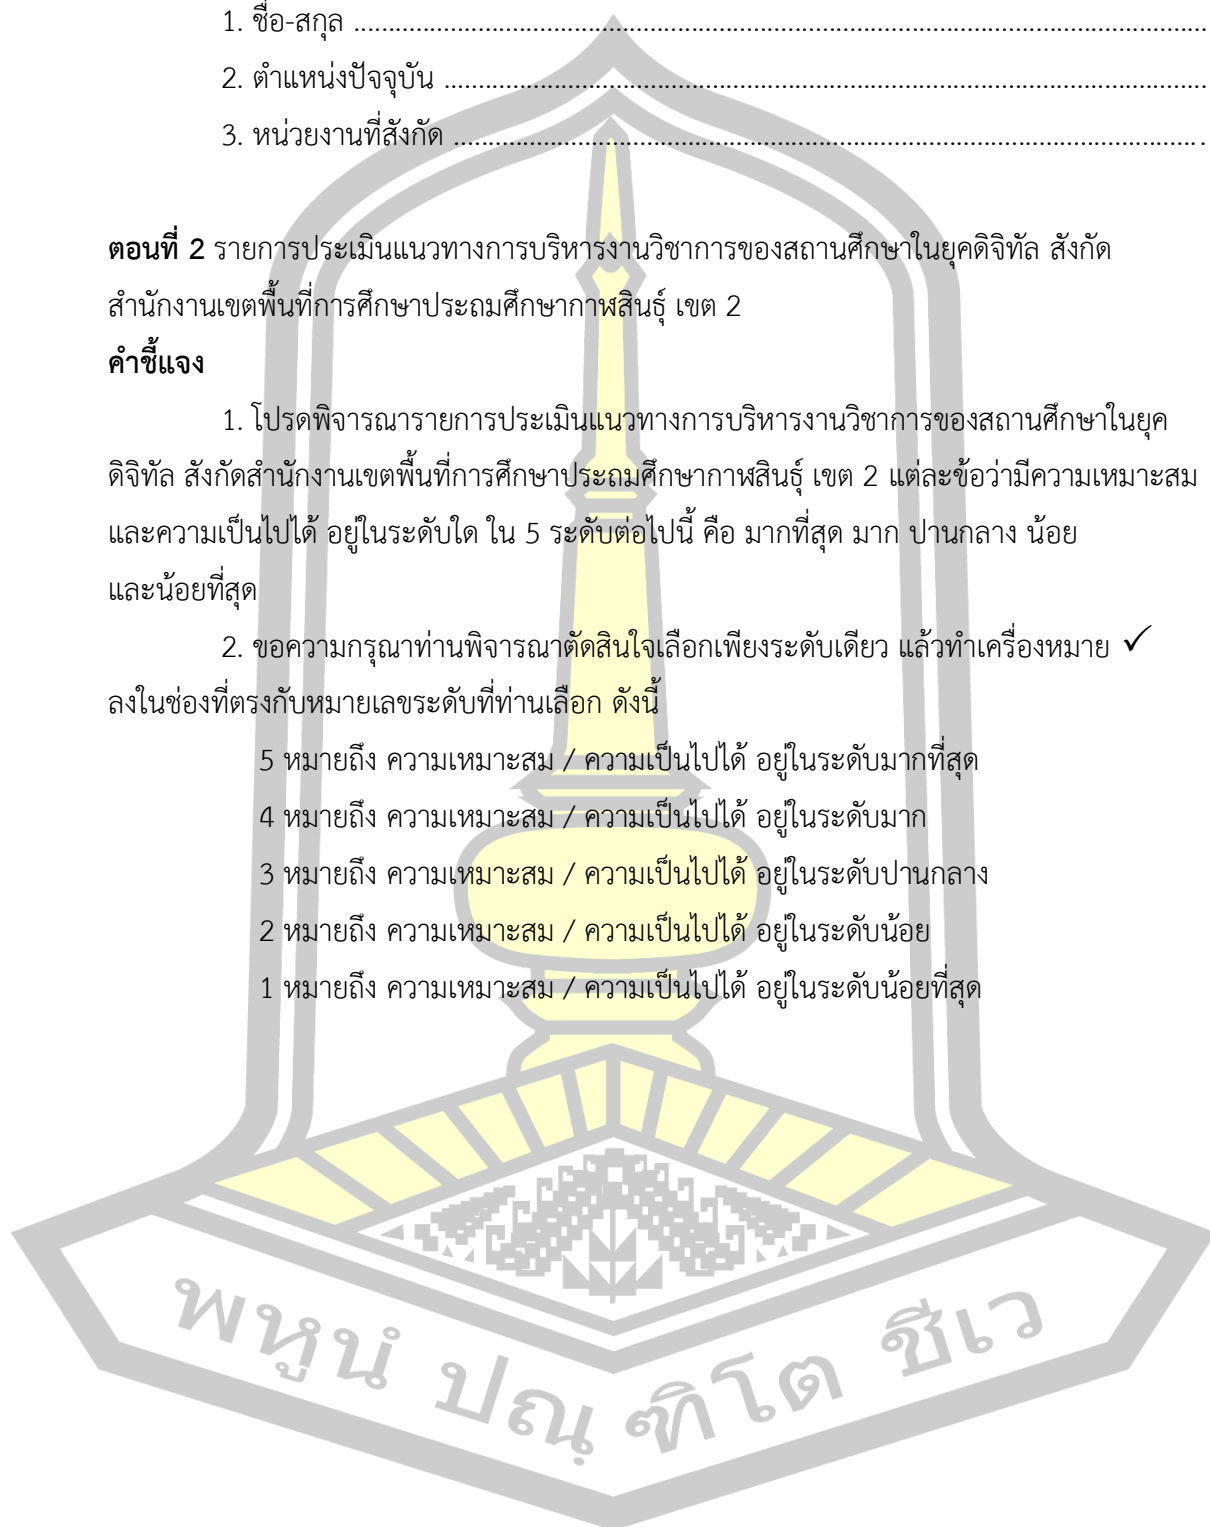 1. ชื่อ-สกุล ..........................................................................................................................
2. ตำแหน่งปัจจุบัน .............................................................................................................
3. หน่วยงานที่สังกัด ...........................................................................................................
ตอนที่ 2 รายการประเมินแนวทางการบริหารงานวิชาการของสถานศึกษาในยุคดิจิทัล สังกัด
สำนักงานเขตพื้นที่การศึกษาประถมศึกษากาฬสินธุ์ เขต 2
คำชี้แจง
1. โปรดพิจารณารายการประเมินแนวทางการบริหารงานวิชาการของสถานศึกษาในยุค
ดิจิทัล สังกัดสำนักงานเขตพื้นที่การศึกษาประถมศึกษากาฬสินธุ์ เขต 2 แต่ละข้อว่ามีความเหมาะสม
และความเป็นไปได้ อยู่ในระดับใด ใน 5 ระดับต่อไปนี้ คือ มากที่สุด มาก ปานกลาง น้อย
และน้อยที่สุด
2. ขอความกรุณาท่านพิจารณาตัดสินใจเลือกเพียงระดับเดียว แล้วทำเครื่องหมาย ✓
ลงในช่องที่ตรงกับหมายเลขระดับที่ท่านเลือก ดังนี้
5 หมายถึง ความเหมาะสม / ความเป็นไปได้ อยู่ในระดับมากที่สุด
4 หมายถึง ความเหมาะสม / ความเป็นไปได้ อยู่ในระดับมาก
3 หมายถึง ความเหมาะสม / ความเป็นไปได้ อยู่ในระดับปานกลาง
2 หมายถึง ความเหมาะสม / ความเป็นไปได้ อยู่ในระดับน้อย
1 หมายถึง ความเหมาะสม / ความเป็นไปได้ อยู่ในระดับน้อยที่สุด
พหูนํ ปณฺฑิโต ชีเว